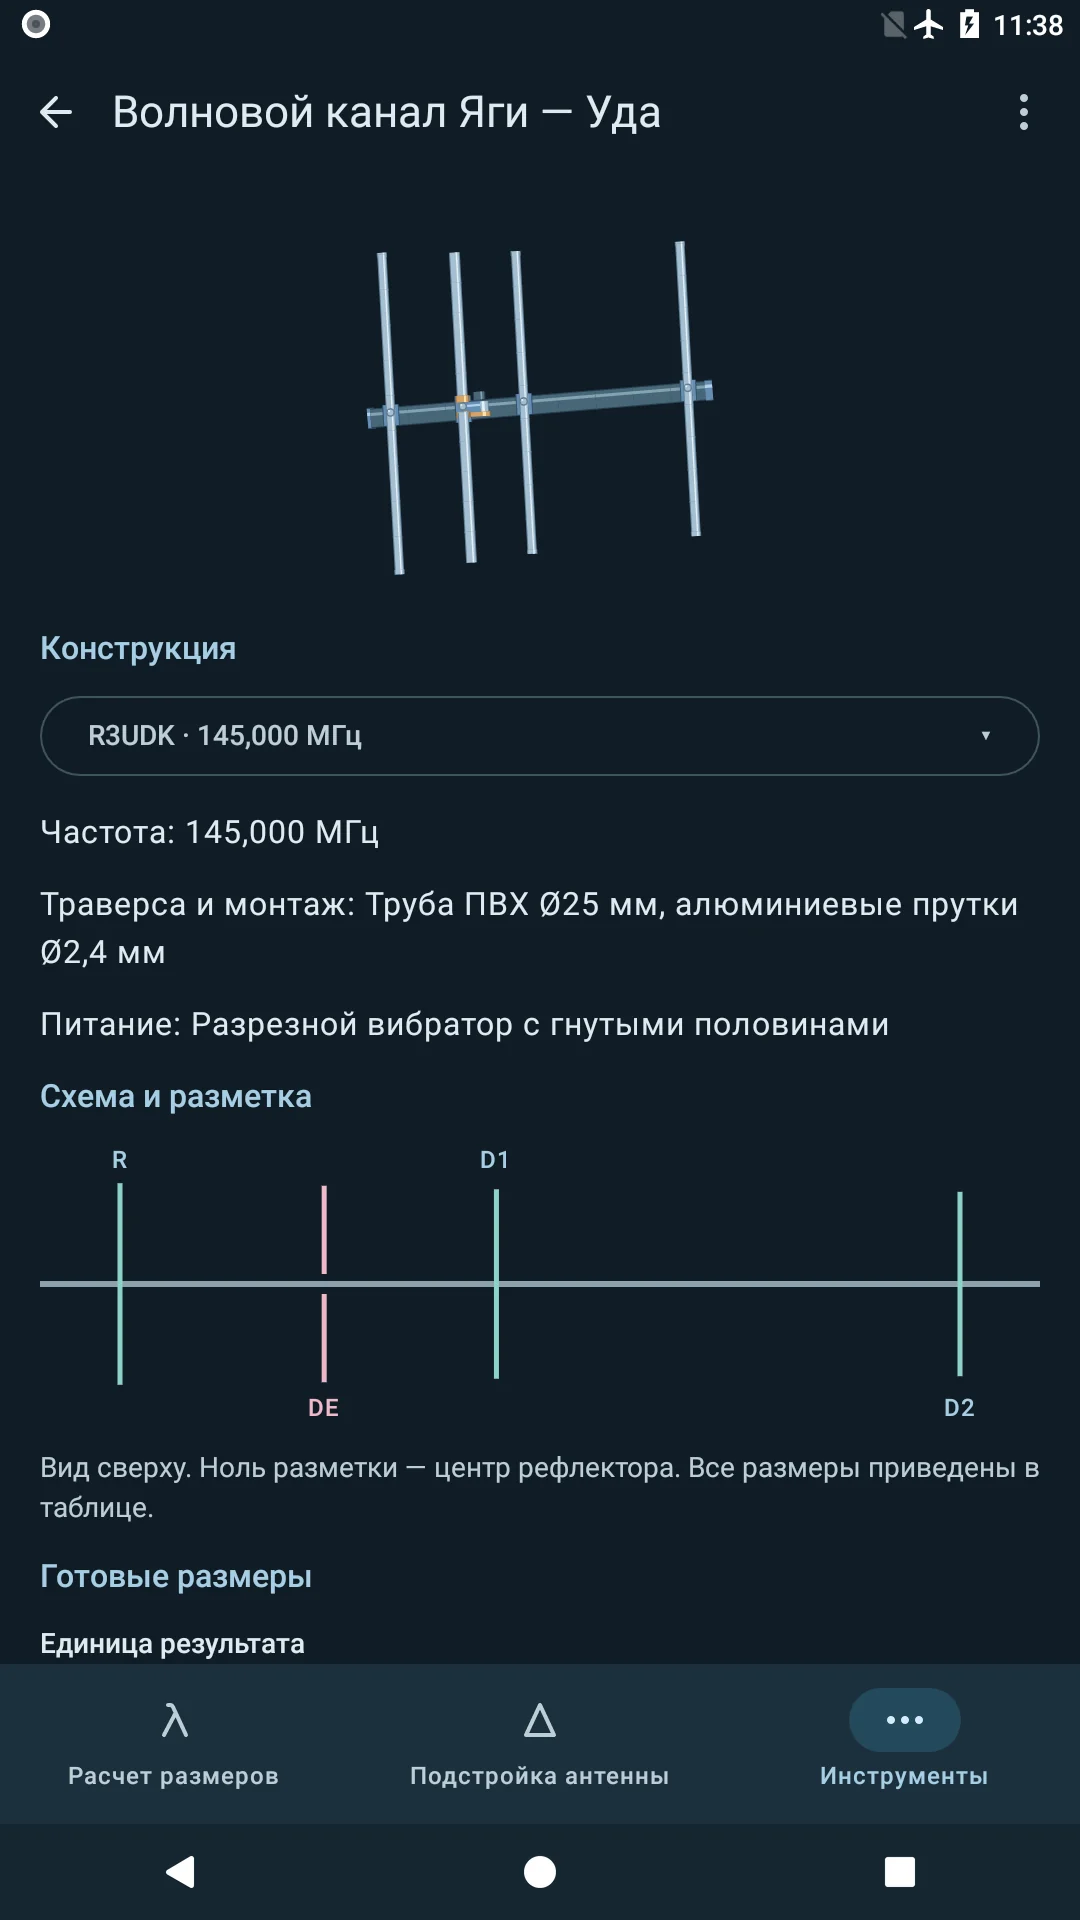 11:38
Волновой канал Яги — Уда
Конструкция
R3UDK · 145,000 МГц
Частота: 145,000 МГц
Траверса и монтаж: Труба ПВХ Ø25 мм, алюминиевые прутки
Ø2,4 мм
Питание: Разрезной вибратор с гнутыми половинами
Схема и разметка
R
D1
DE
D2
Вид сверху. Ноль разметки — центр рефлектора. Все размеры приведены в
таблице.
Готовые размеры
Единица результата
λ
Δ
Расчет размеров
Подстройка антенны
Инструменты